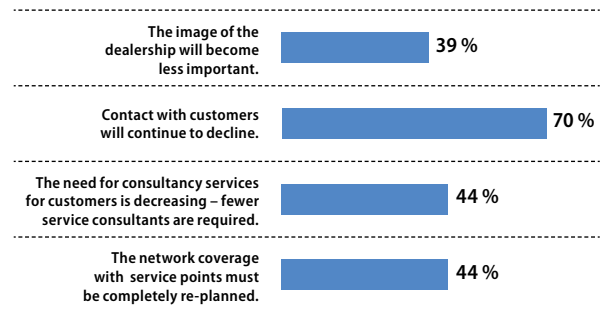 The image of the
dealership will become
less important.
39 %
Contact with customers
will continue to decline.
70 %
The need for consultancy services
for customers is decreasing – fewer
service consultants are required.
44 %
The network coverage
with service points must
be completely re-planned.
44 %